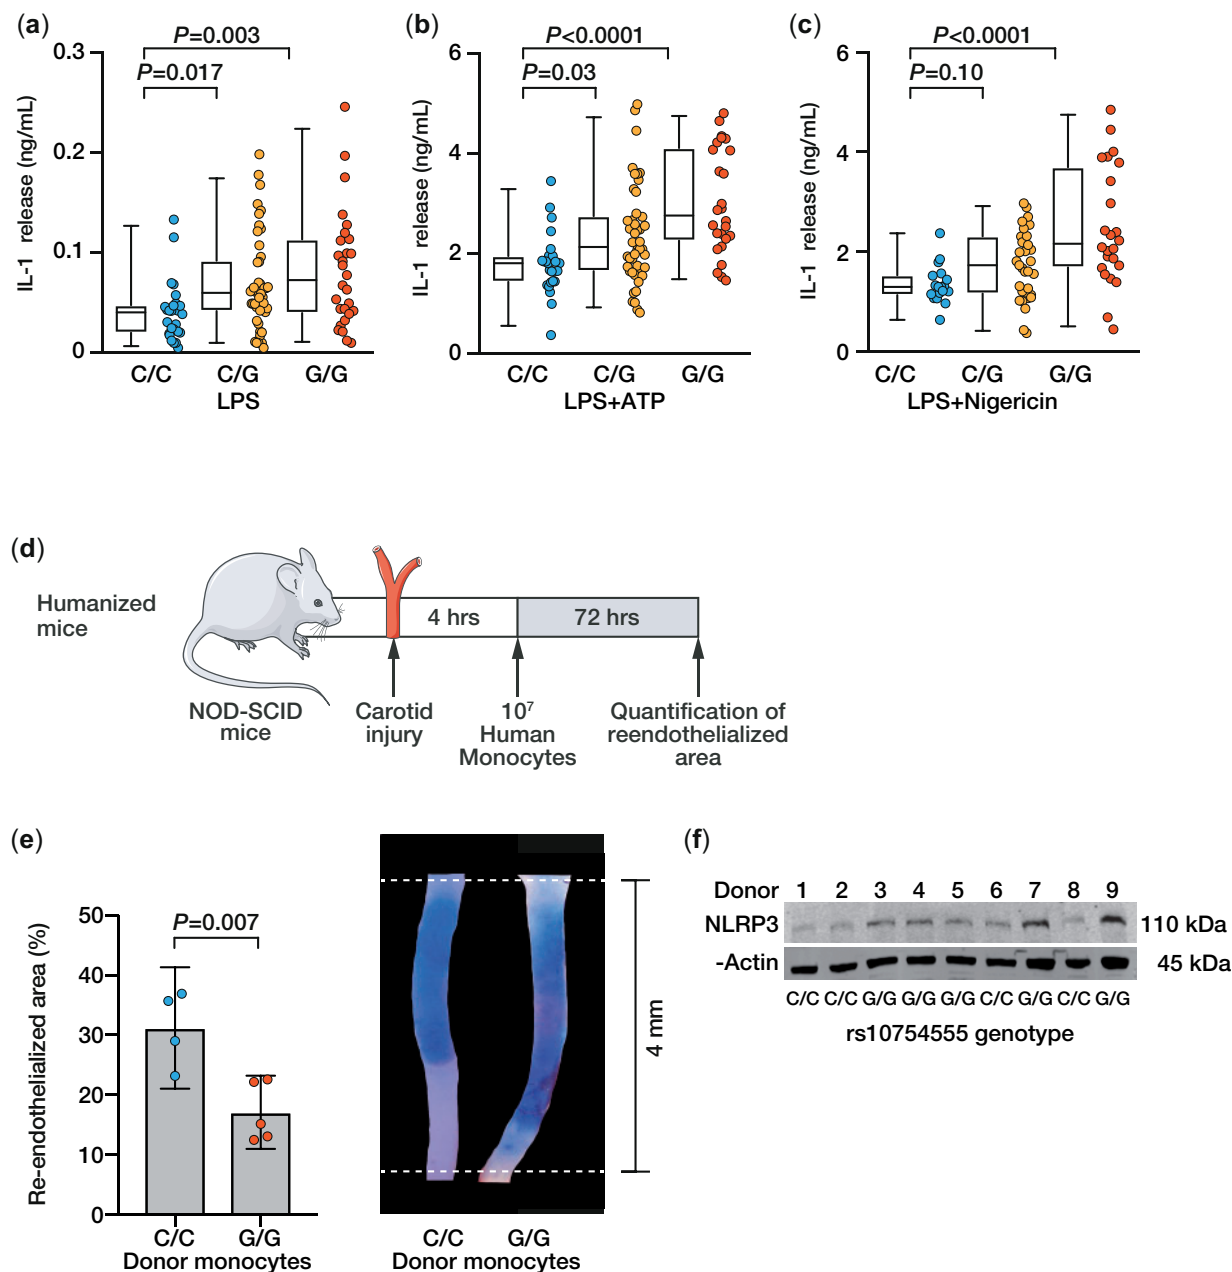 (a)
P=0.003
P=0.017
IL-1 release (ng/mL)
0.3
0.2
0.1
0
C/C C/G G/G
LPS
(b)
P<0.0001
P=0.03
IL-1 release (ng/mL)
6
4
2
0
C/C C/G G/G
LPS+ATP
(c)
P<0.0001
P=0.10
IL-1 release (ng/mL)
6
4
2
0
C/C C/G G/G
LPS+Nigericin
(d)
Humanized
mice
4 hrs
72 hrs
NOD-SCID
mice
Carotid
injury
10⁷
Human
Monocytes
Quantification of
reendothelialized
area
(e)
Re-endothelialized area (%)
50
40
30
20
10
0
P=0.007
C/C G/G
Donor monocytes
4 mm
C/C G/G
Donor monocytes
(f)
Donor 1 2 3 4 5 6 7 8 9
NLRP3 110 kDa
-Actin 45 kDa
C/C C/C G/G G/G G/G C/C G/G C/C G/G
rs10754555 genotype